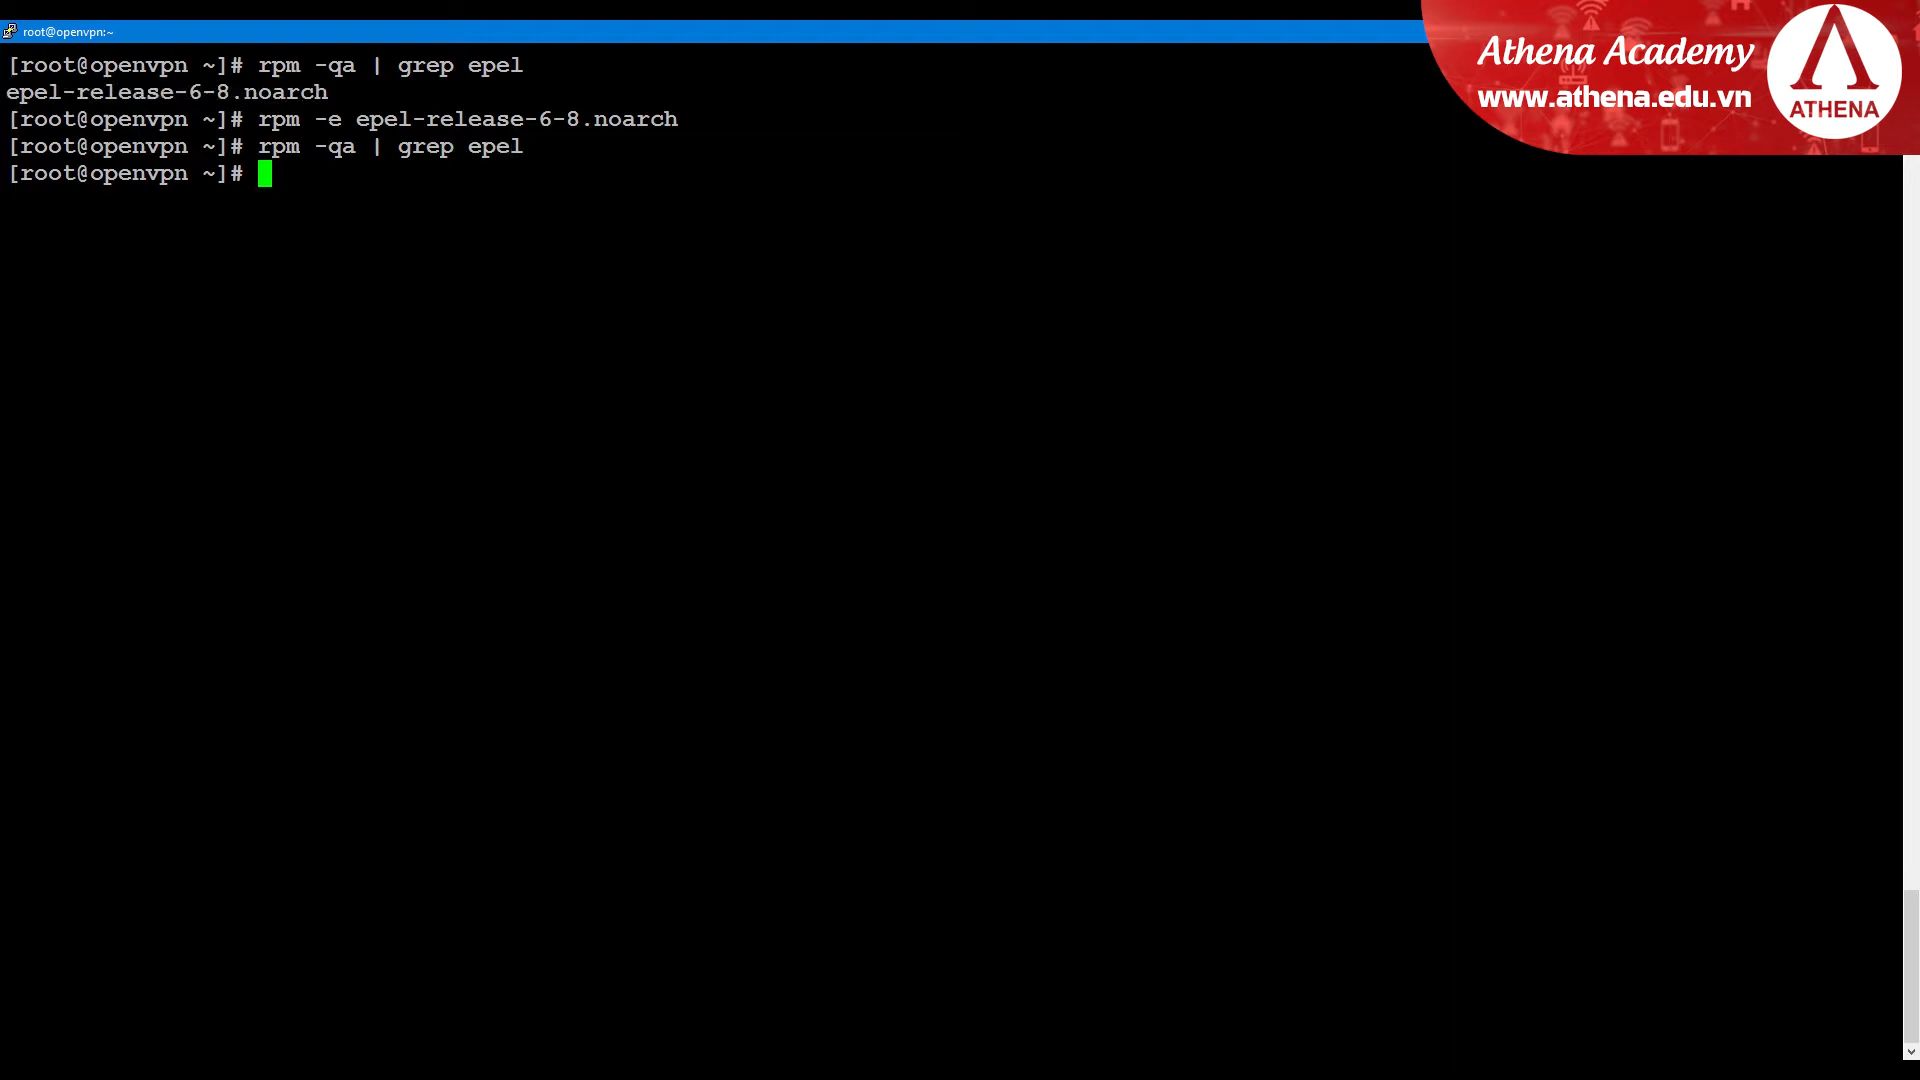 root@openvpn:~
[root@openvpn ~]# rpm -qa | grep epel
epel-release-6-8.noarch
[root@openvpn ~]# rpm -e epel-release-6-8.noarch
[root@openvpn ~]# rpm -qa | grep epel
[root@openvpn ~]#
Athena Academy
www.athena.edu.vn
ATHENA